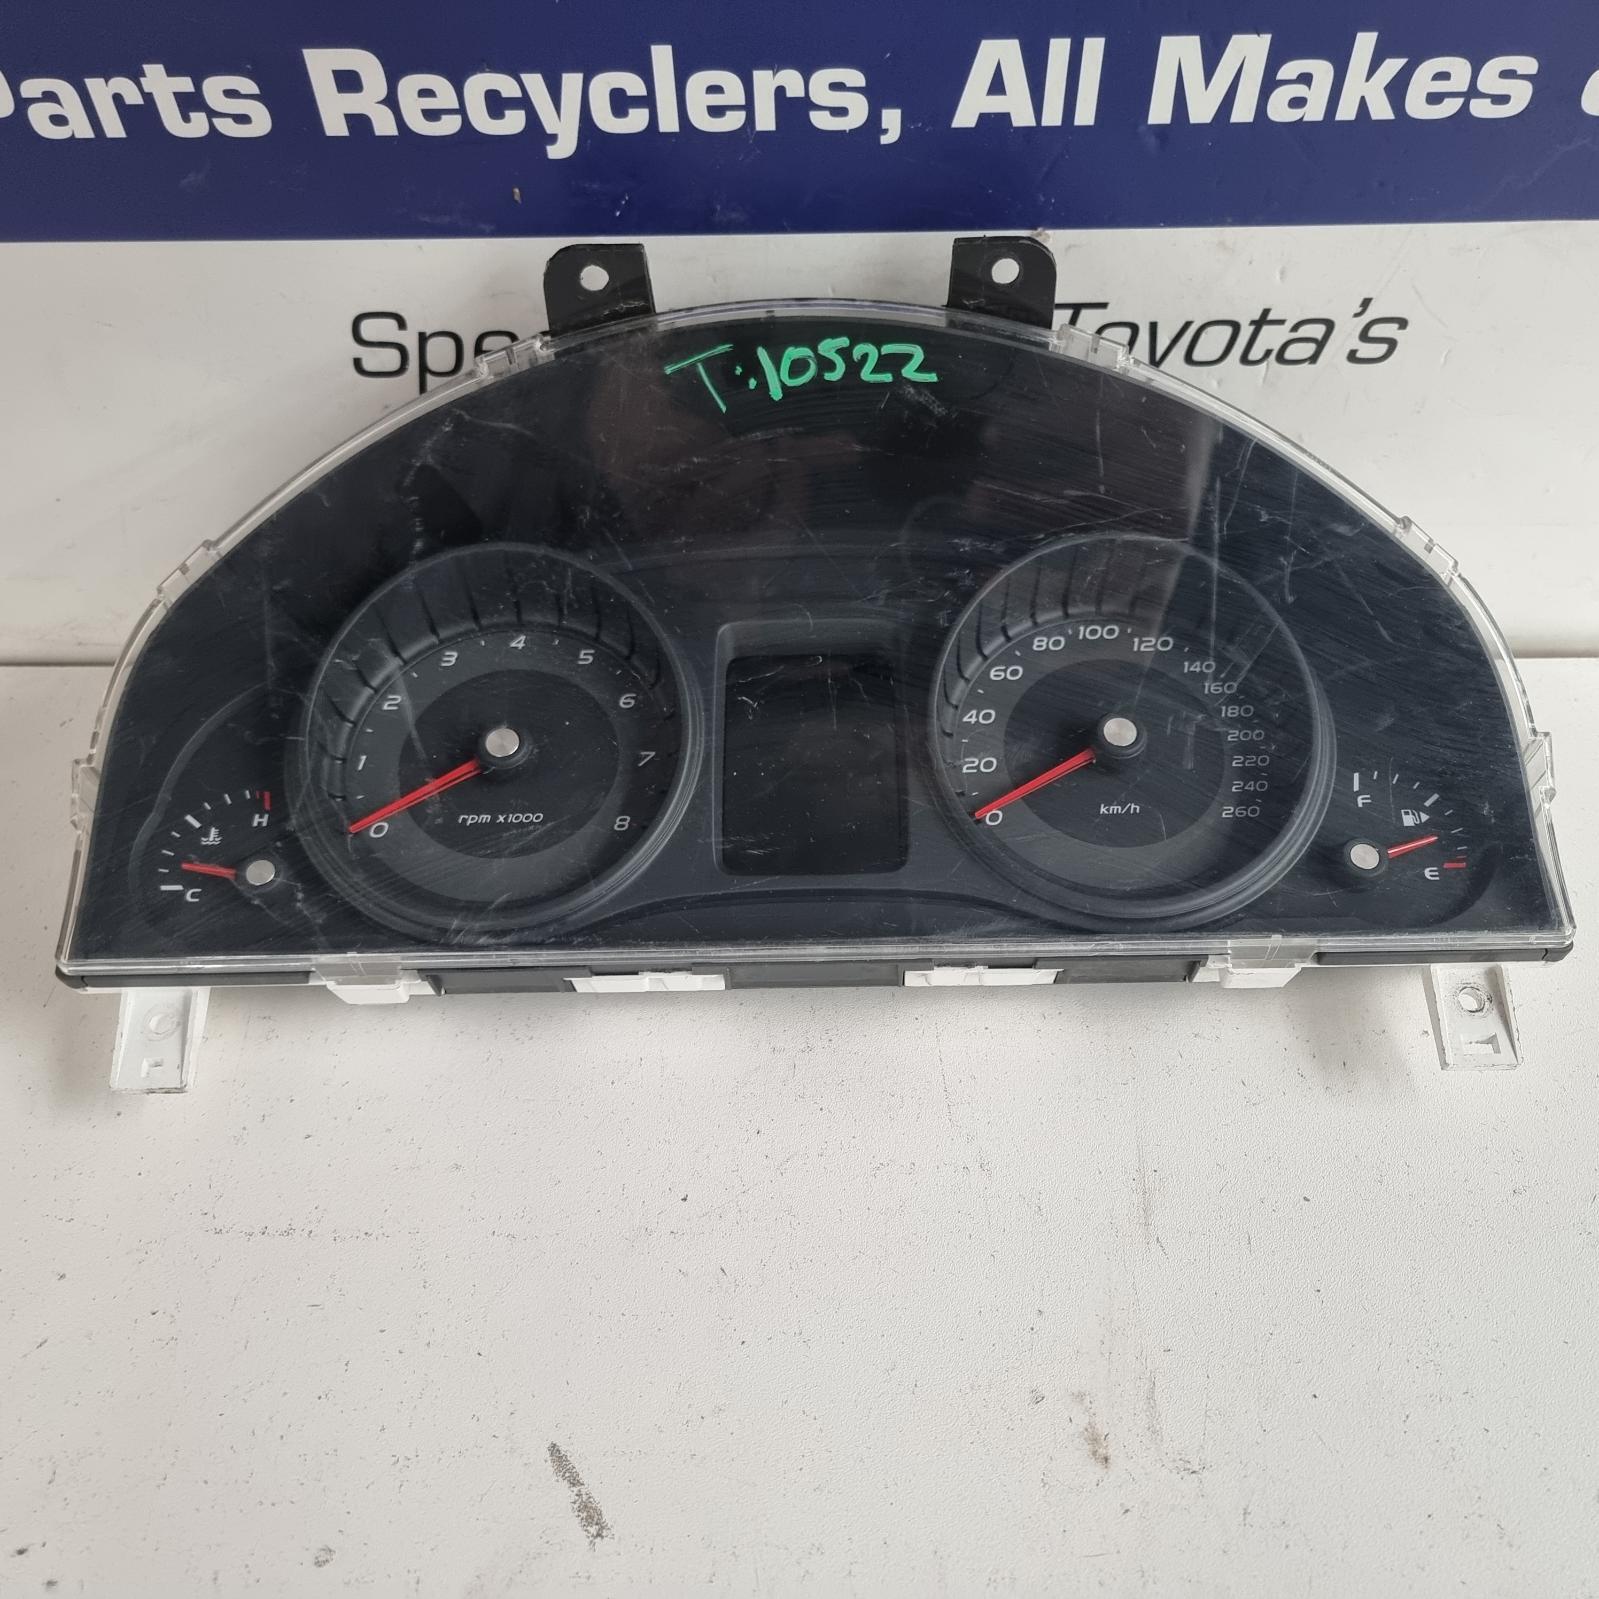 Parts Recyclers, All Makes
Spe Toyota's
T:10522
0 1 2 3 4 5 6 7 8
rpm x1000
0 20 40 60 80 100 120 140 160 180 200 220 240 260
km/h
H
C
F
E